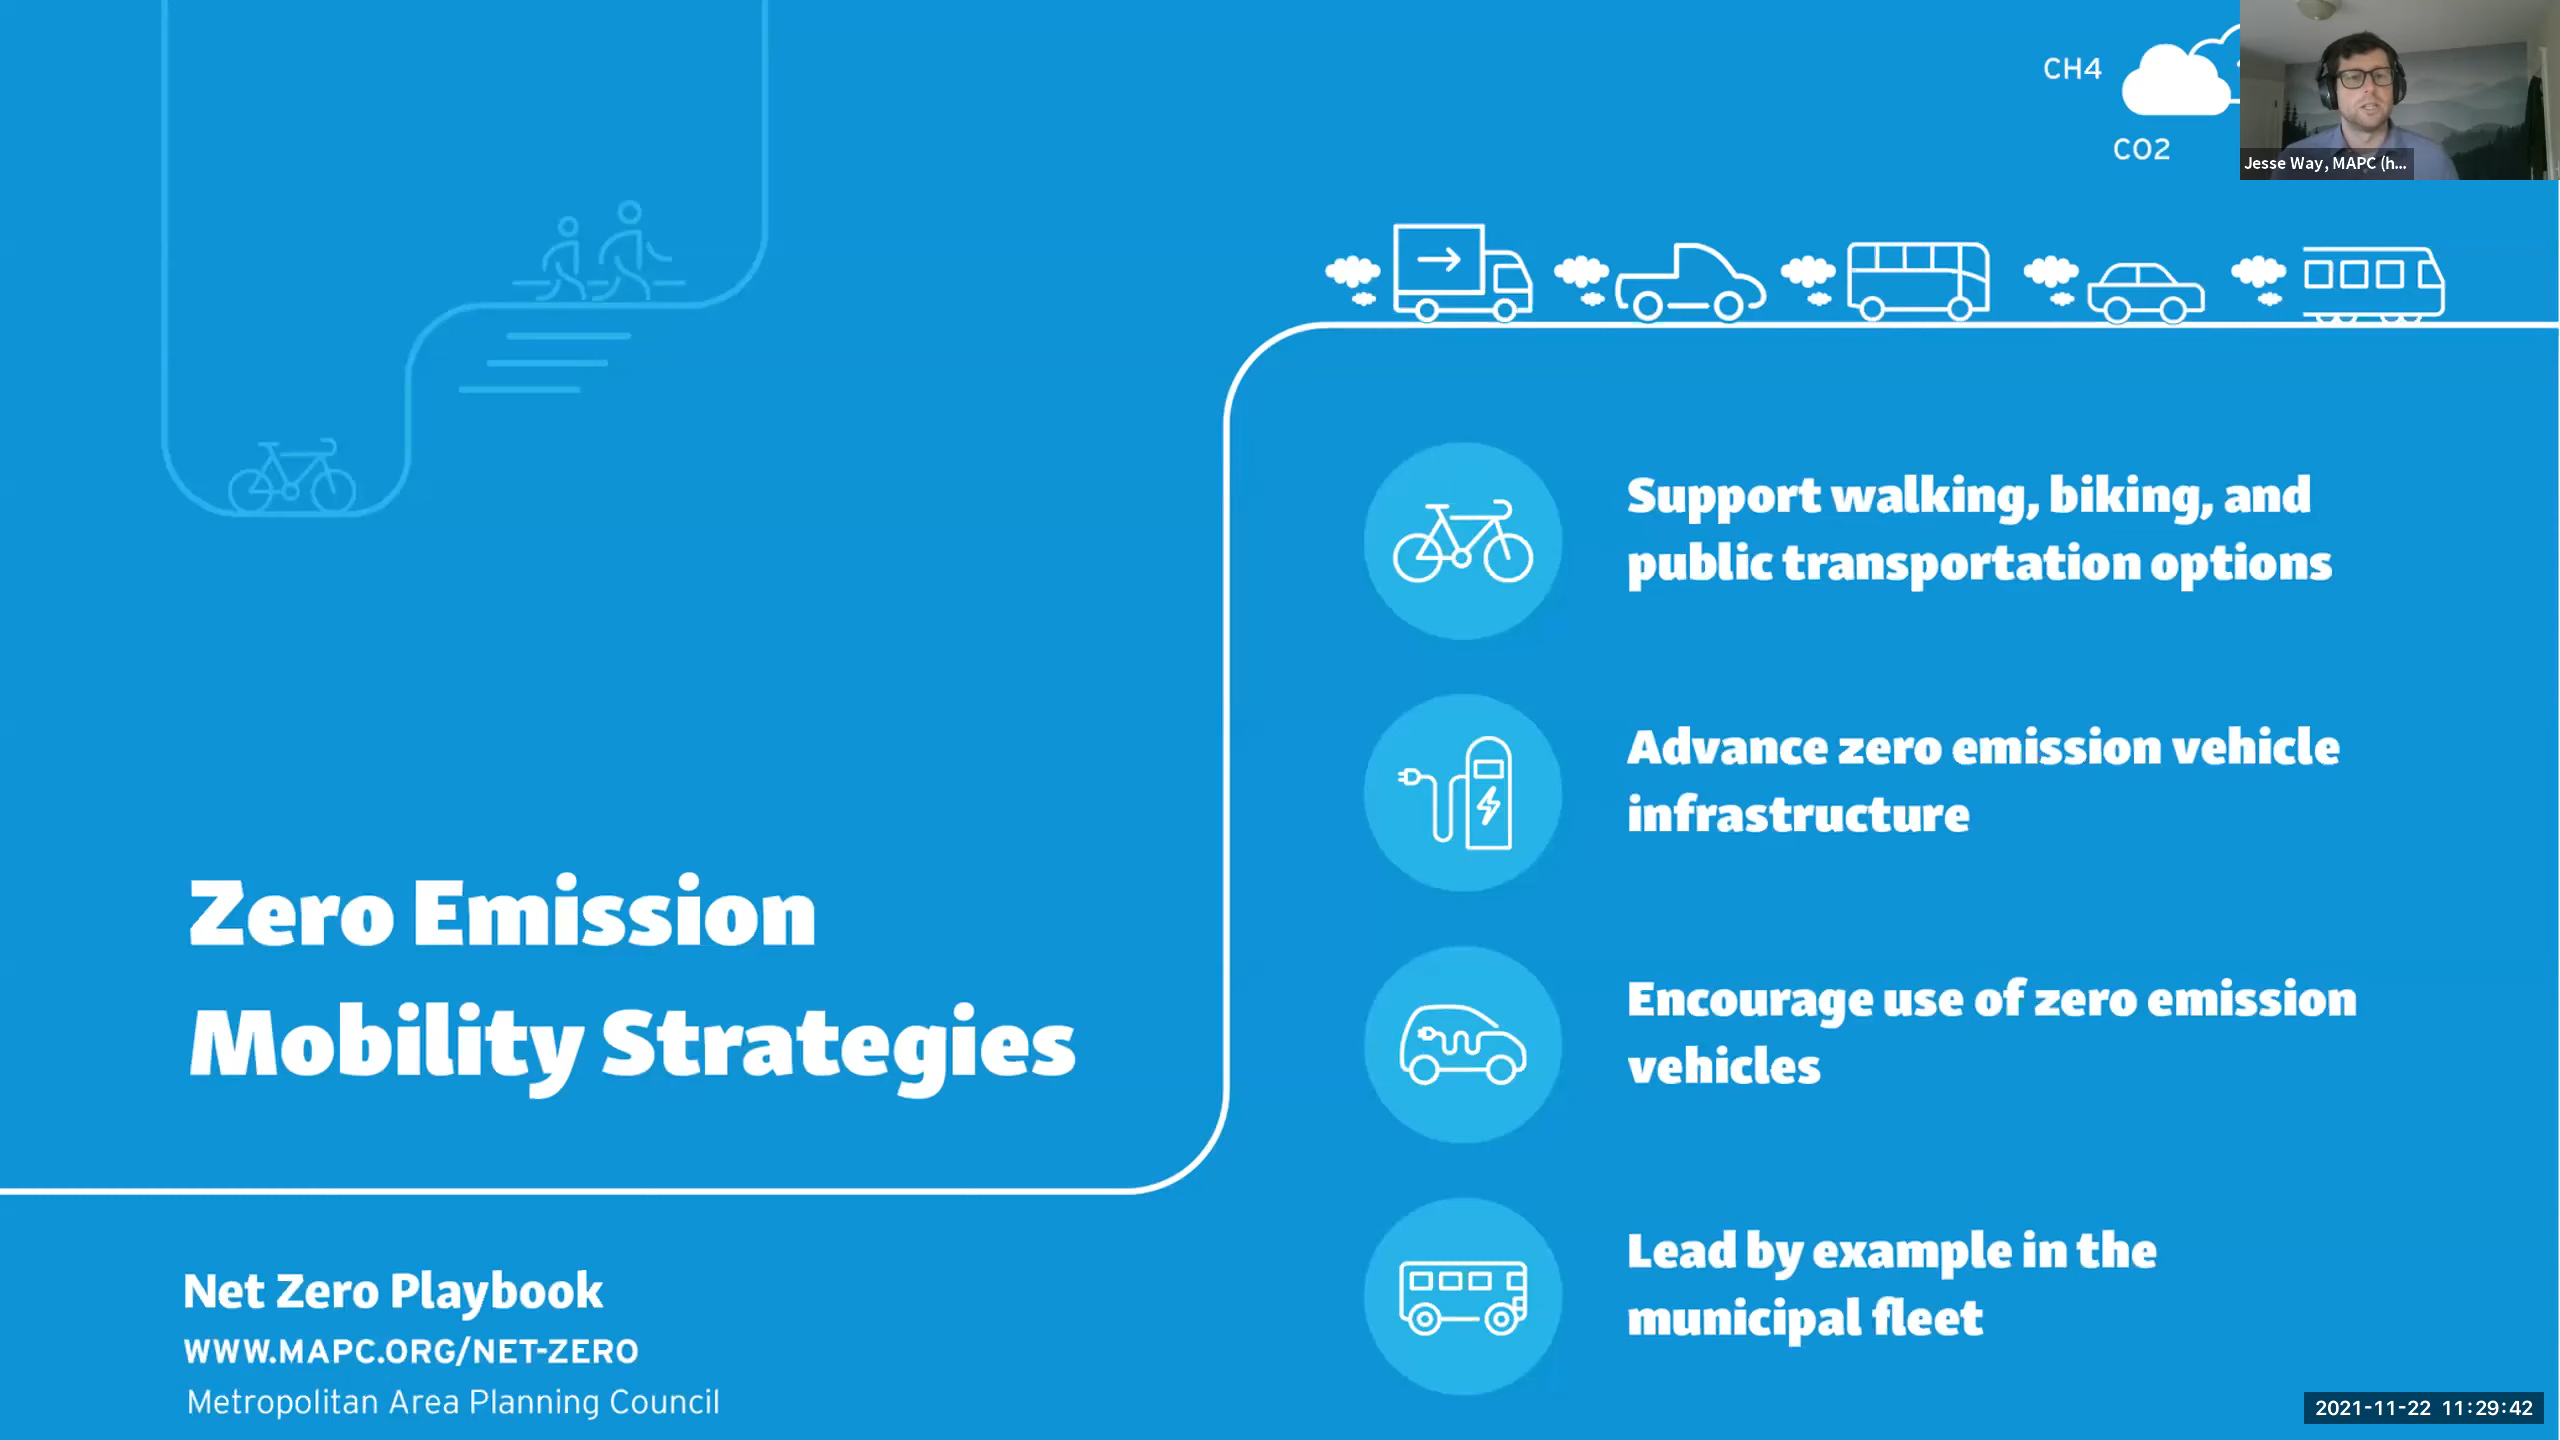 CH4
CO2
Jesse Way, MAPC (h...
Support walking, biking, and
public transportation options
Advance zero emission vehicle
infrastructure
Encourage use of zero emission
vehicles
Lead by example in the
municipal fleet
Zero Emission
Mobility Strategies
Net Zero Playbook
WWW.MAPC.ORG/NET-ZERO
Metropolitan Area Planning Council
2021-11-22 11:29:42